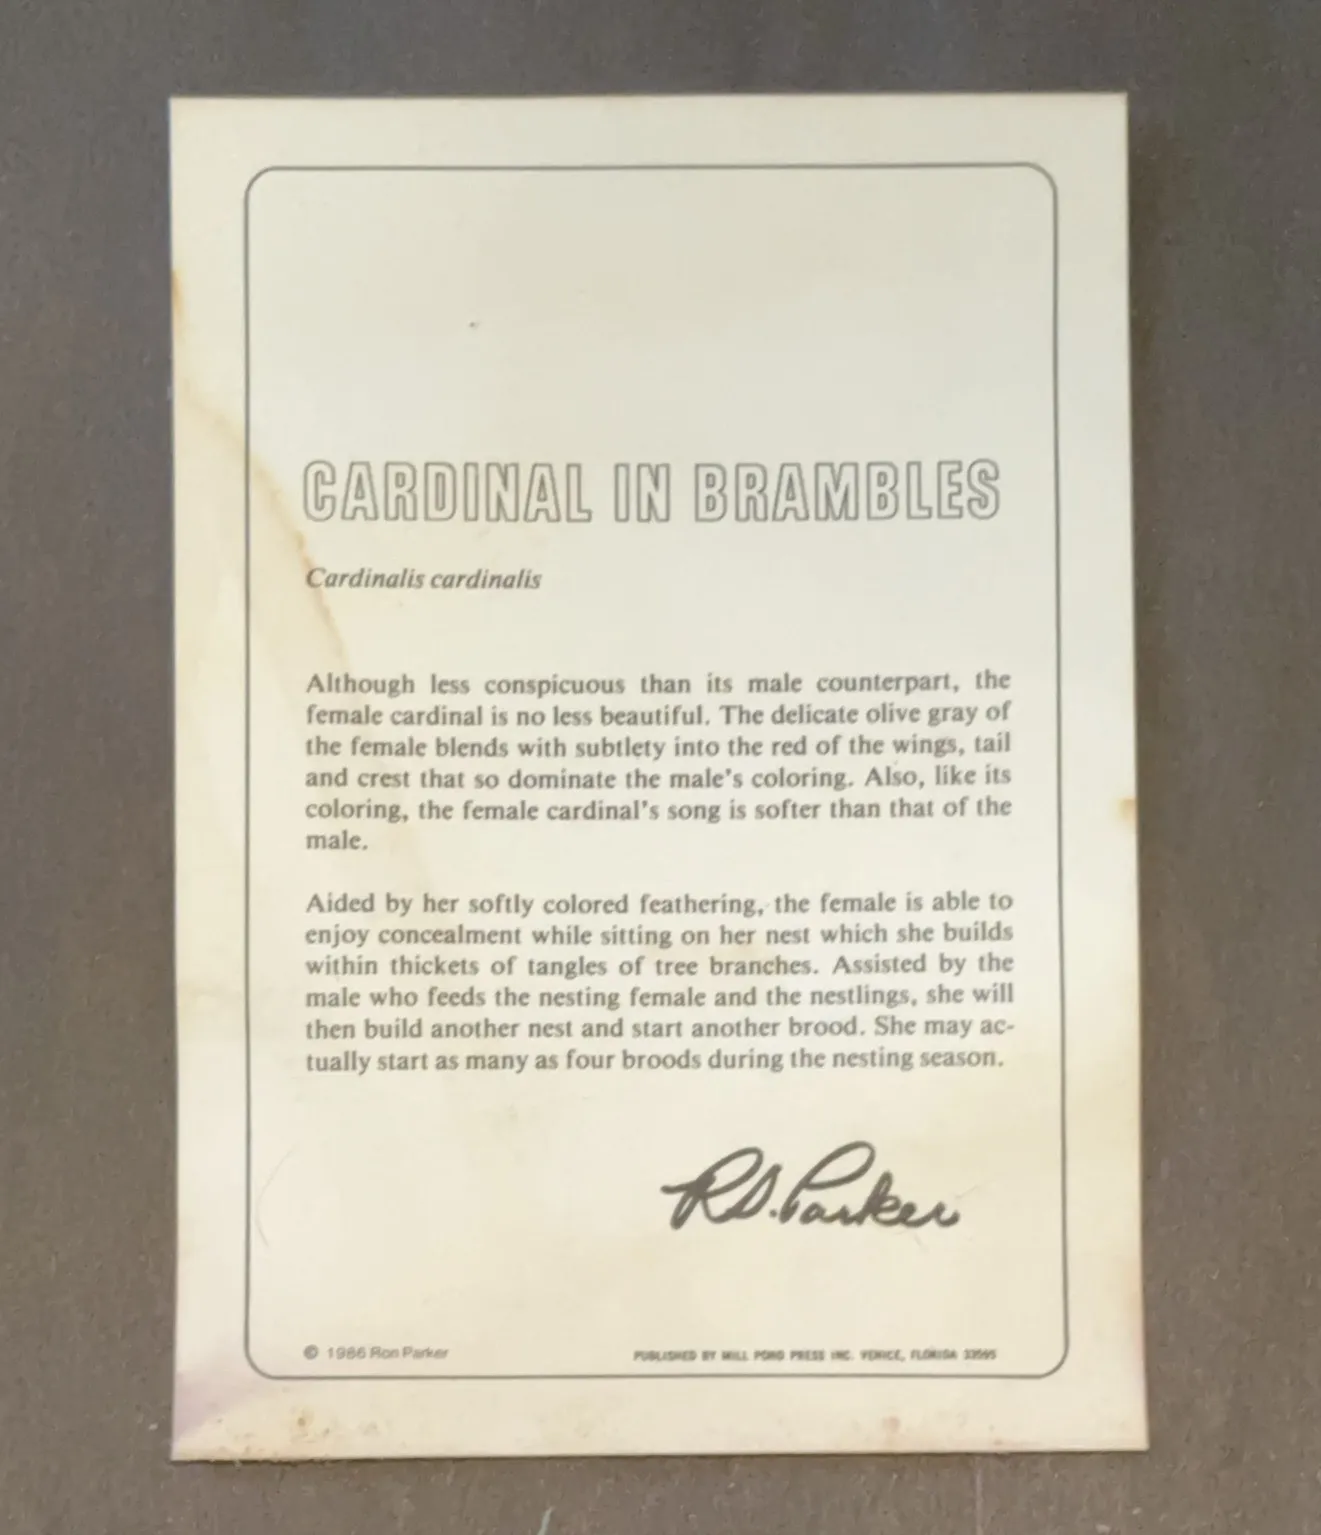 CARDINAL IN BRAMBLES
Cardinalis cardinalis
Although less conspicuous than its male counterpart, the
female cardinal is no less beautiful. The delicate olive gray of
the female blends with subtlety into the red of the wings, tail
and crest that so dominate the male's coloring. Also, like its
coloring, the female cardinal's song is softer than that of the
male.
Aided by her softly colored feathering, the female is able to
enjoy concealment while sitting on her nest which she builds
within thickets of tangles of tree branches. Assisted by the
male who feeds the nesting female and the nestlings, she will
then build another nest and start another brood. She may ac-
tually start as many as four broods during the nesting season.
R.S. Parker
© 1986 Ron Parker
PUBLISHED BY MILL POND PRESS INC. VENICE, FLORIDA 33595